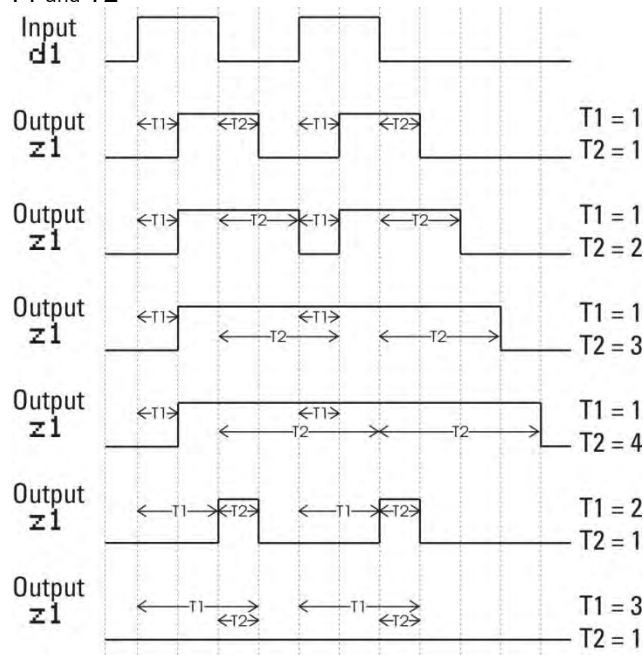 T1 and T2
Input
d1
Output
z1
T1
T2
T1
T2
T1 = 1
T2 = 1
Output
z1
T1
T2
T1
T2
T1 = 1
T2 = 2
Output
z1
T1
T1
T2
T2
T1 = 1
T2 = 3
Output
z1
T1
T1
T2
T2
T1 = 1
T2 = 4
Output
z1
T1
T2
T1
T2
T1 = 2
T2 = 1
Output
z1
T1
T1
T2
T2
T1 = 3
T2 = 1